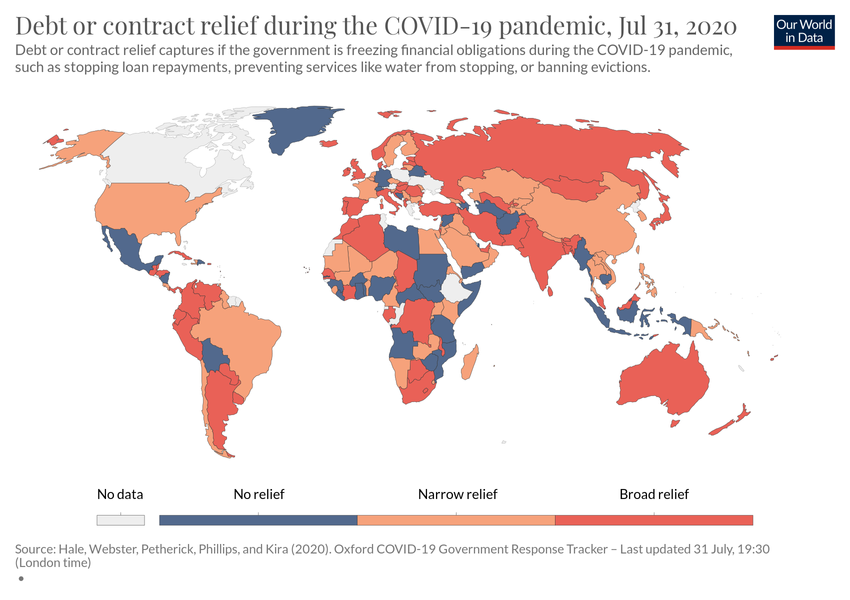 Debt or contract relief during the COVID-19 pandemic, Jul 31, 2020
Our World
in Data
Debt or contract relief captures if the government is freezing financial obligations during the COVID-19 pandemic,
such as stopping loan repayments, preventing services like water from stopping, or banning evictions.
No data
No relief
Narrow relief
Broad relief
Source: Hale, Webster, Petherick, Phillips, and Kira (2020). Oxford COVID-19 Government Response Tracker – Last updated 31 July, 19:30
(London time)